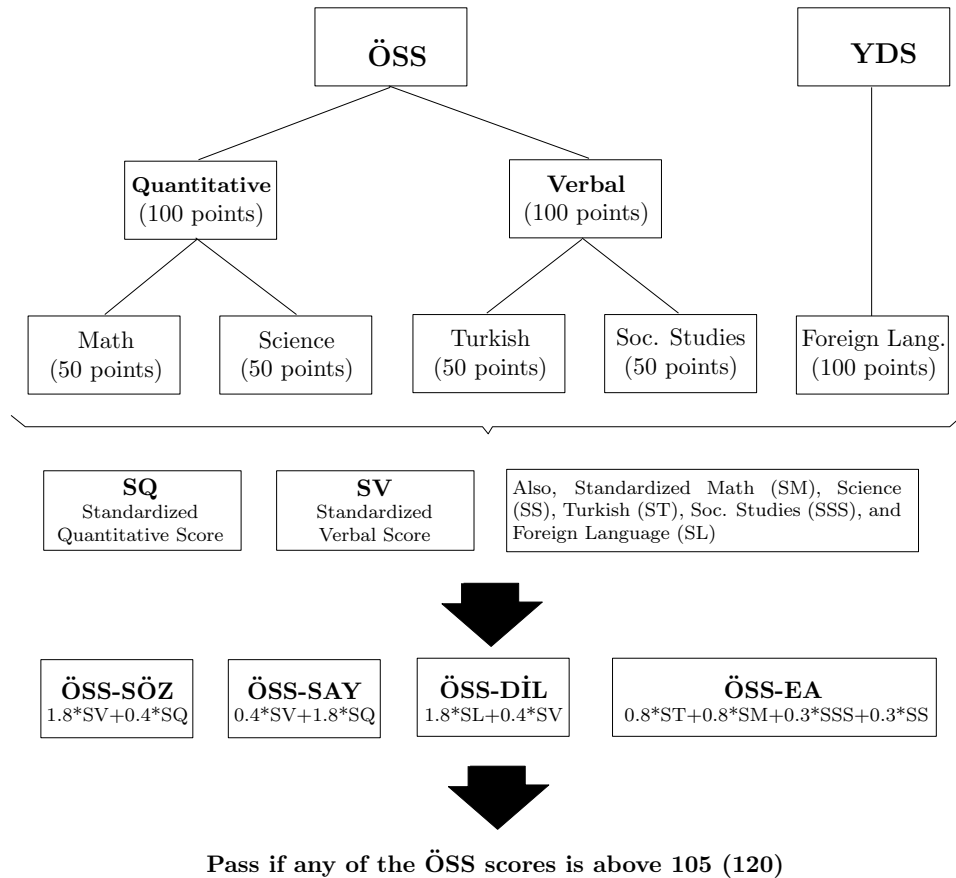 ÖSS
YDS
Quantitative
(100 points)
Verbal
(100 points)
Math
(50 points)
Science
(50 points)
Turkish
(50 points)
Soc. Studies
(50 points)
Foreign Lang.
(100 points)
SQ
Standardized
Quantitative Score
SV
Standardized
Verbal Score
Also, Standardized Math (SM), Science
(SS), Turkish (ST), Soc. Studies (SSS), and
Foreign Language (SL)
ÖSS-SÖZ
1.8*SV+0.4*SQ
ÖSS-SAY
0.4*SV+1.8*SQ
ÖSS-DİL
1.8*SL+0.4*SV
ÖSS-EA
0.8*ST+0.8*SM+0.3*SSS+0.3*SS
Pass if any of the ÖSS scores is above 105 (120)